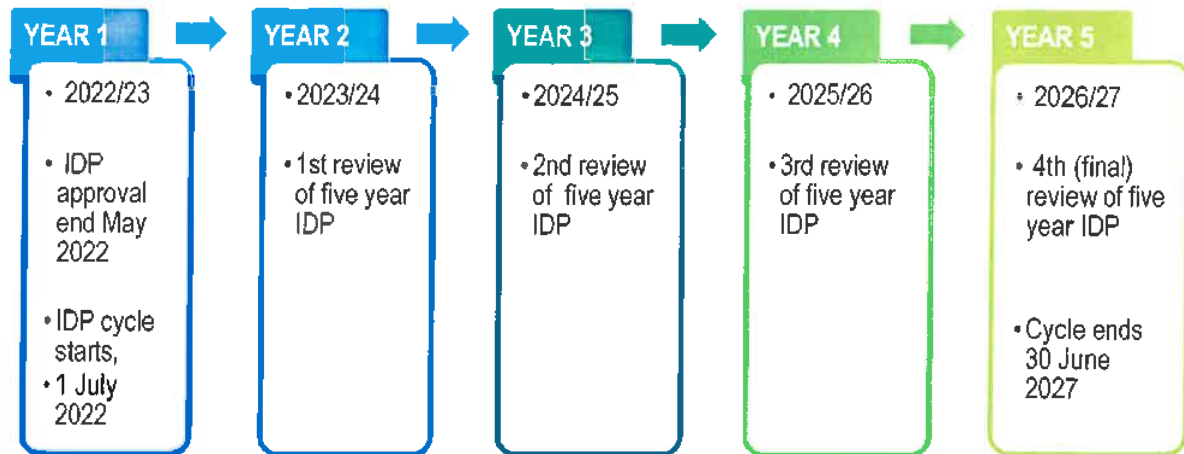 YEAR 1
• 2022/23
• IDP
approval
end May
2022
• IDP cycle
starts,
• 1 July
2022
YEAR 2
• 2023/24
• 1st review
of five year
IDP
YEAR 3
• 2024/25
• 2nd review
of five year
IDP
YEAR 4
• 2025/26
• 3rd review
of five year
IDP
YEAR 5
• 2026/27
• 4th (final)
review of five
year IDP
• Cycle ends
30 June
2027